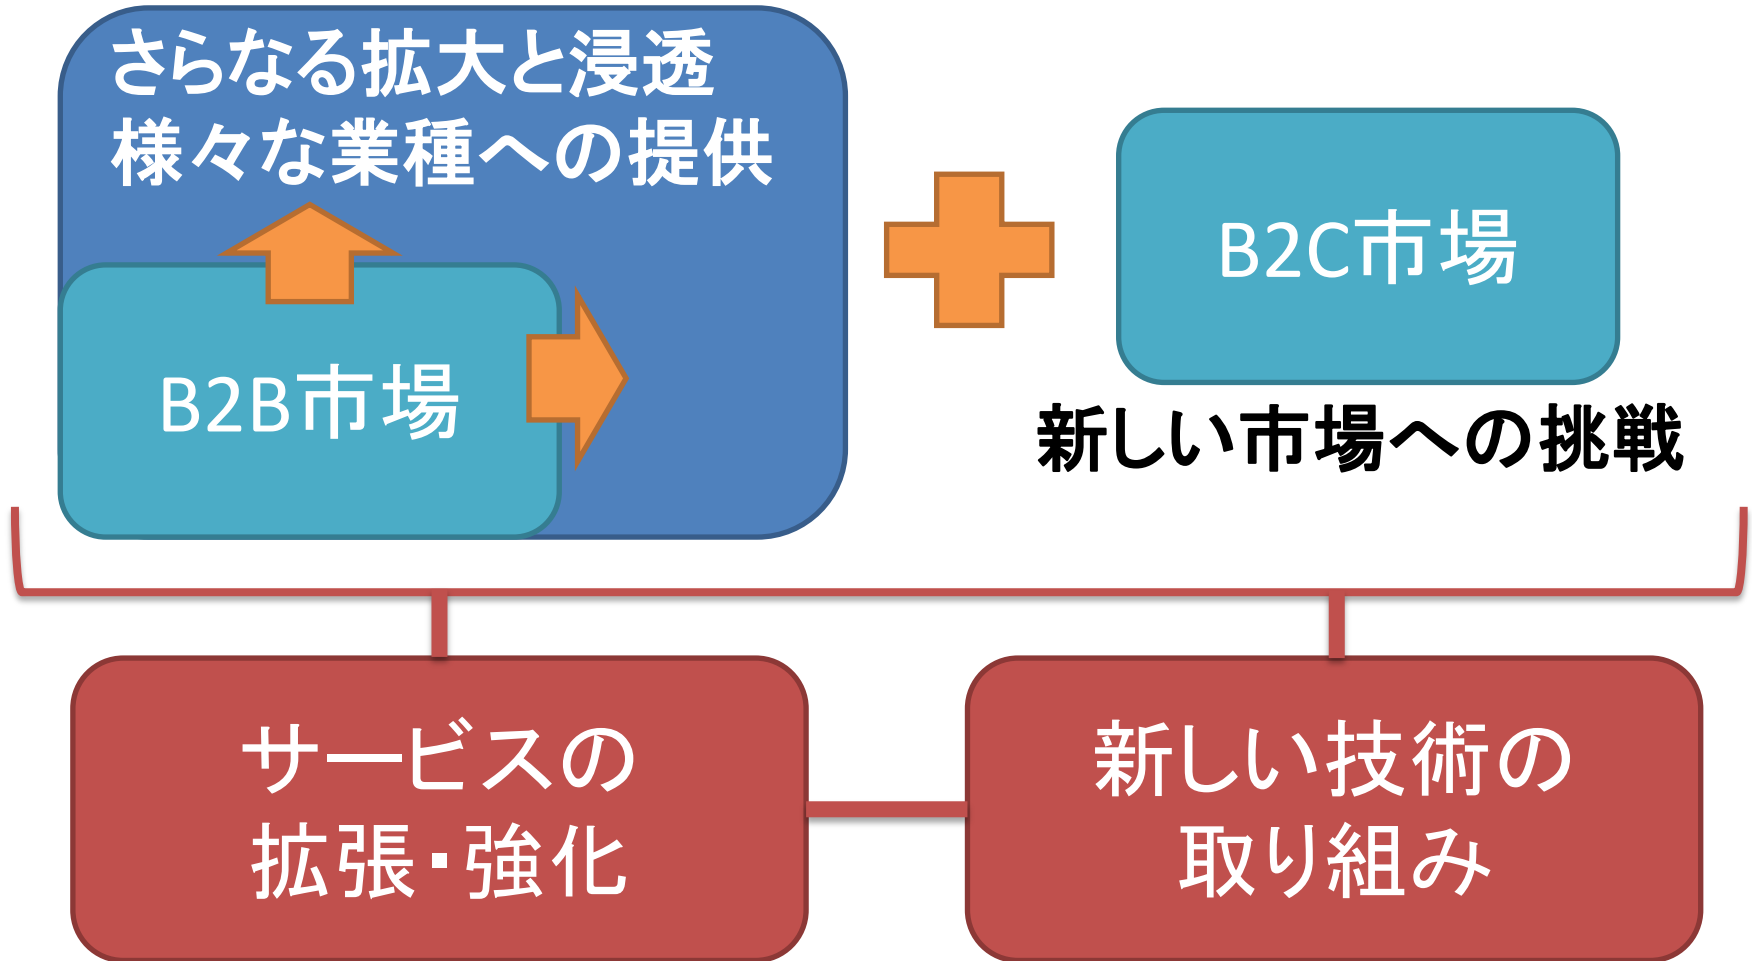 さらなる拡大と浸透
様々な業種への提供
B2B市場
B2C市場
新しい市場への挑戦
サービスの
拡張・強化
新しい技術の
取り組み